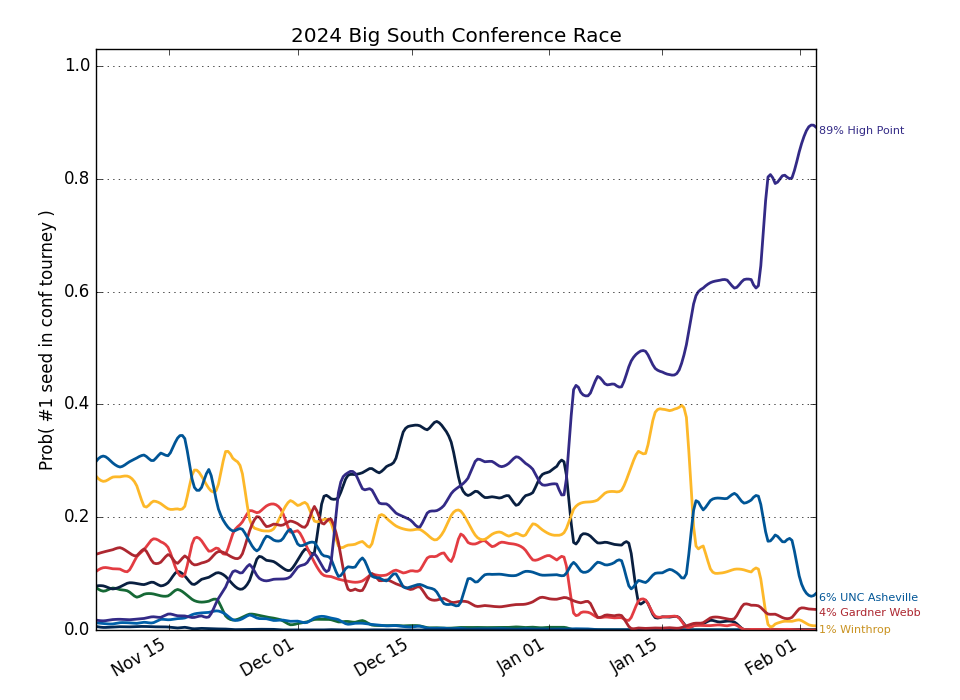 2024 Big South Conference Race
Prob( #1 seed in conf tourney )
1.0
0.8
0.6
0.4
0.2
0.0
89% High Point
6% UNC Asheville
4% Gardner Webb
1% Winthrop
Nov 15
Dec 01
Dec 15
Jan 01
Jan 15
Feb 01